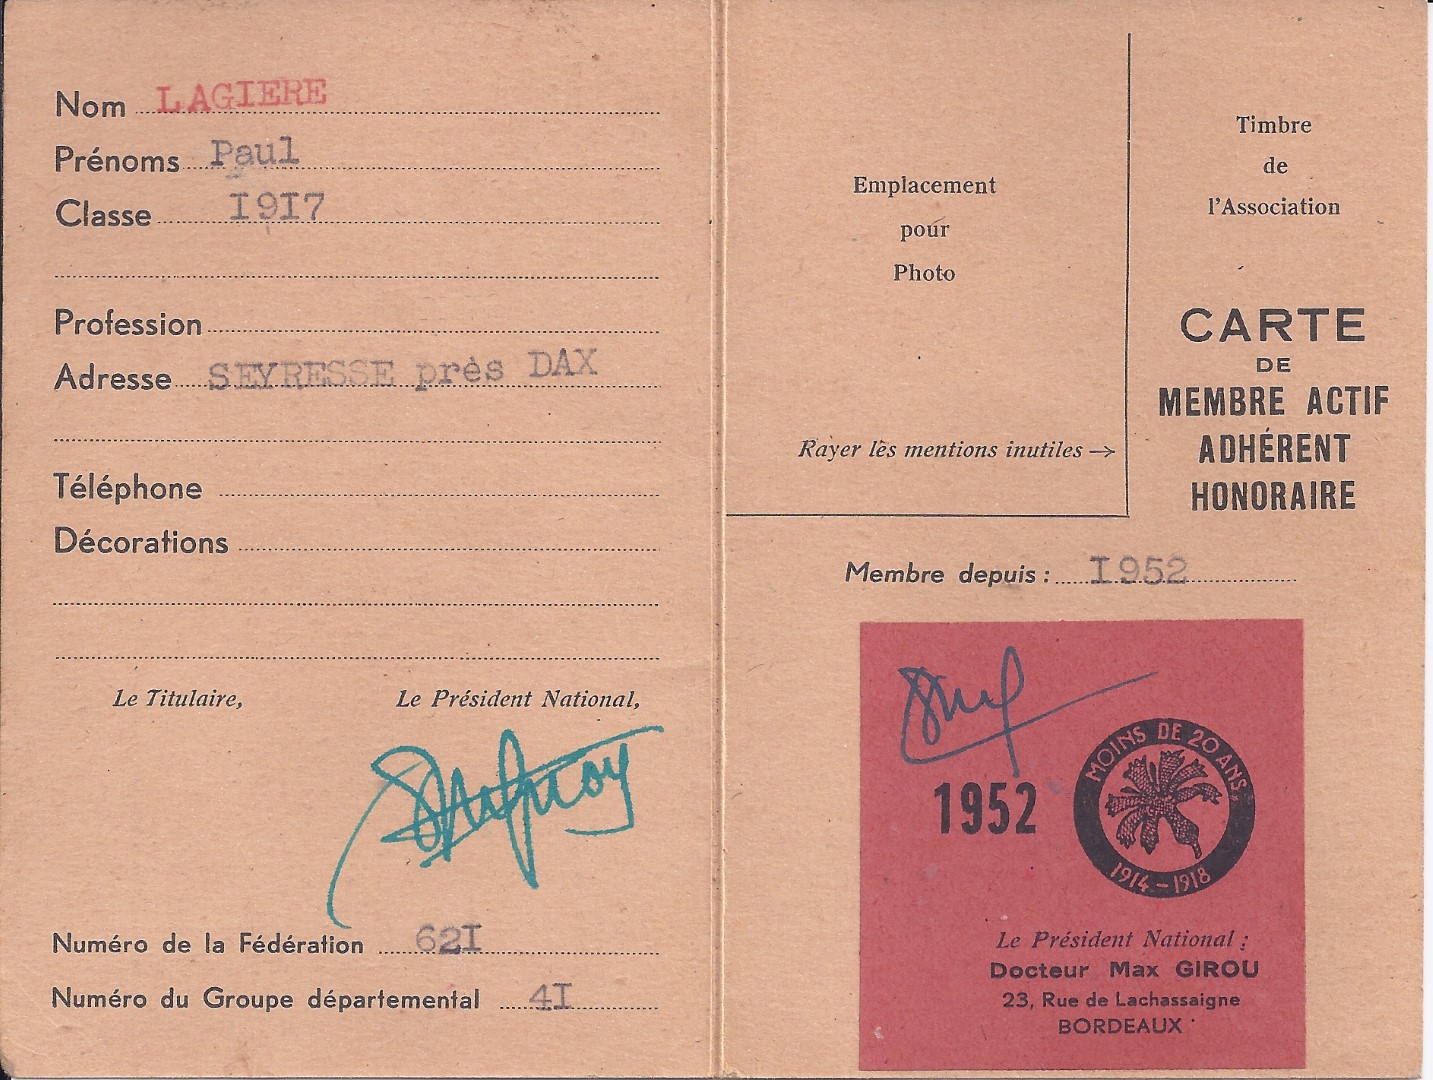 Nom LAGIERE
Prénoms Paul
Classe I9I7
Profession
Adresse SEYRESSE près DAX
Téléphone
Décorations
Le Titulaire, Le Président National,
Numéro de la Fédération 62I
Numéro du Groupe départemental 4I
Emplacement
pour
Photo
Rayer les mentions inutiles →
Timbre
de
l'Association
CARTE
DE
MEMBRE ACTIF
ADHÉRENT
HONORAIRE
Membre depuis : I952
1952
MOINS DE 20 ANS
1914-1918
Le Président National :
Docteur Max GIROU
23, Rue de Lachassaigne
BORDEAUX